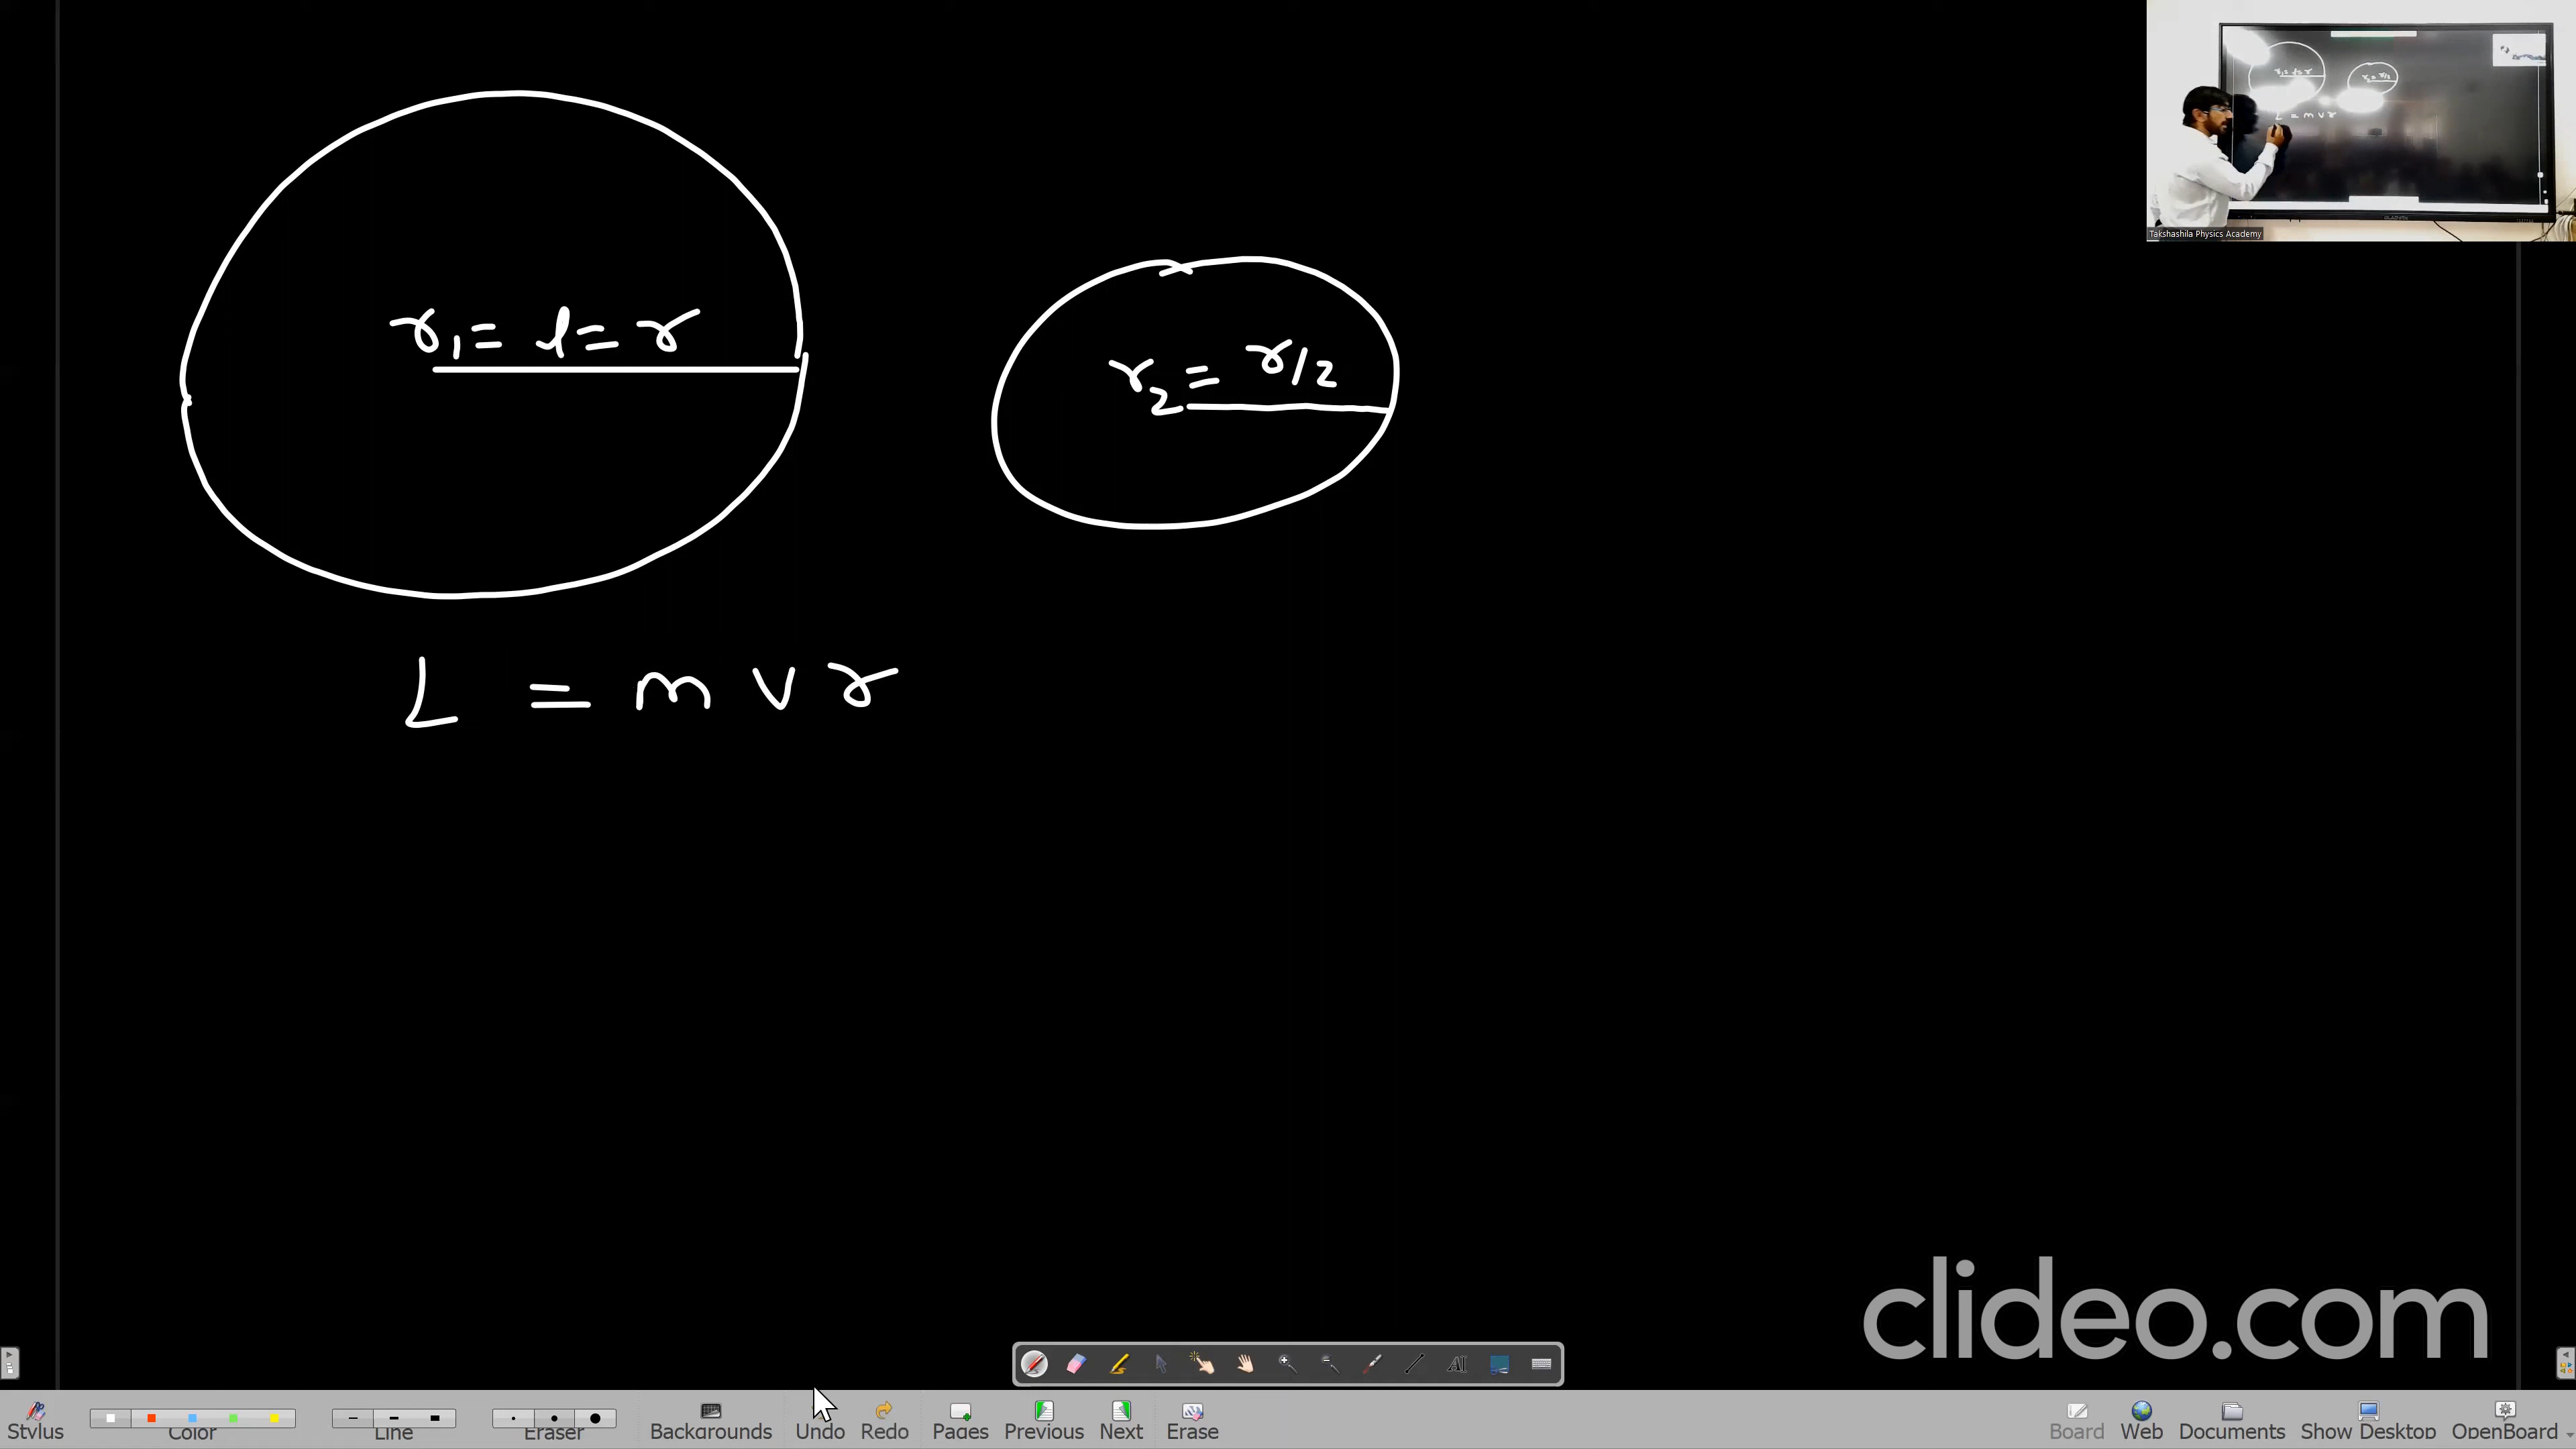 r₁ = l = r
r₂ = r/2
L = m v r
Takshashila Physics Academy
clideo.com
Stylus
Color
Line
Eraser
Backgrounds
Undo
Redo
Pages
Previous
Next
Erase
Board
Web
Documents
Show Desktop
OpenBoard